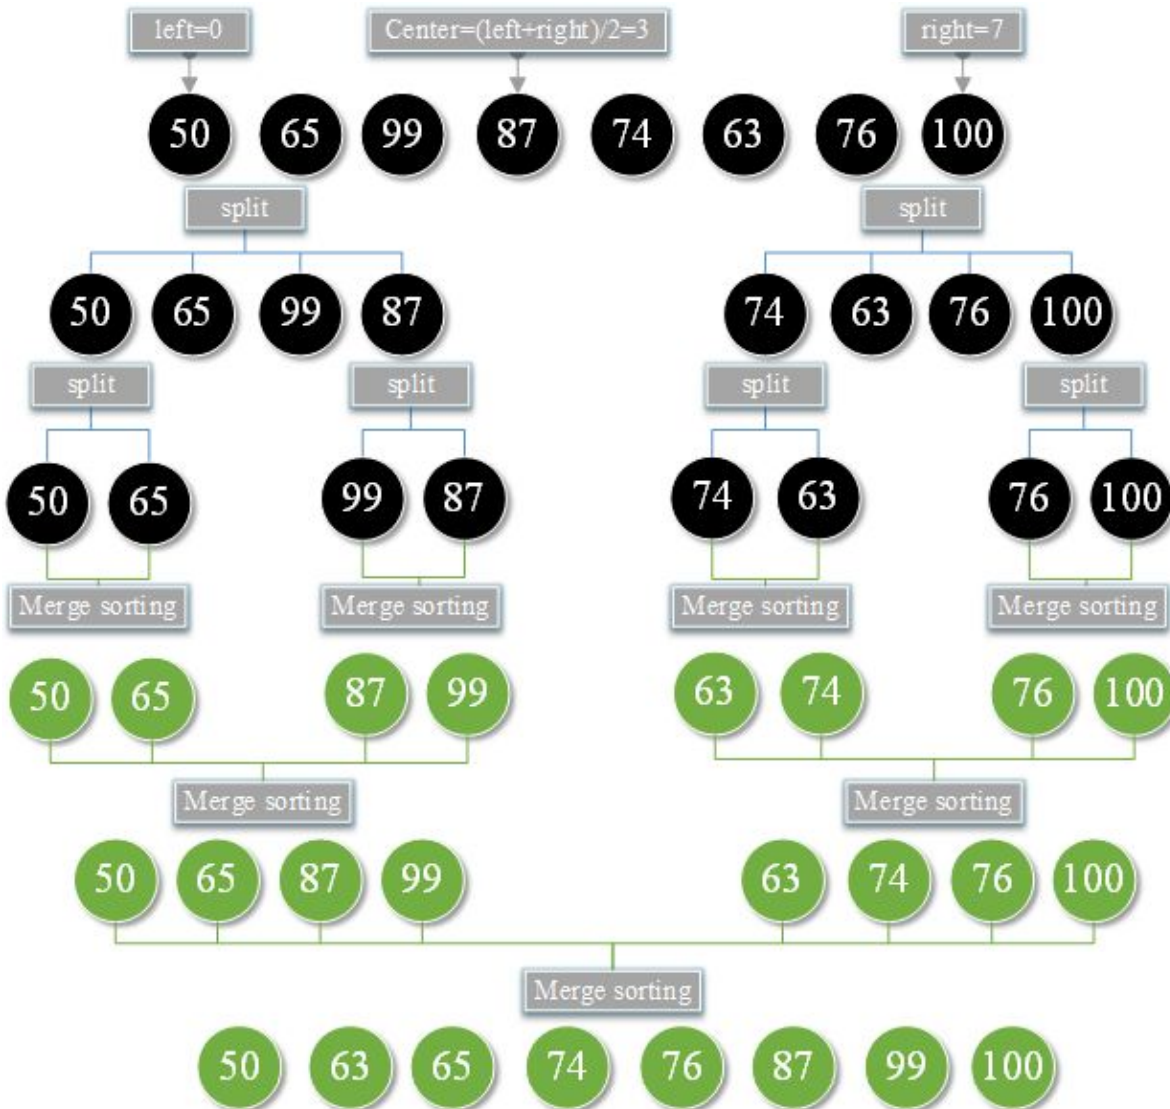 left=0 Center=(left+right)/2=3 right=7
50 65 99 87 74 63 76 100
split split
50 65 99 87 74 63 76 100
split split split split
50 65 99 87 74 63 76 100
Merge sorting Merge sorting Merge sorting Merge sorting
50 65 87 99 63 74 76 100
Merge sorting Merge sorting
50 65 87 99 63 74 76 100
Merge sorting
50 63 65 74 76 87 99 100